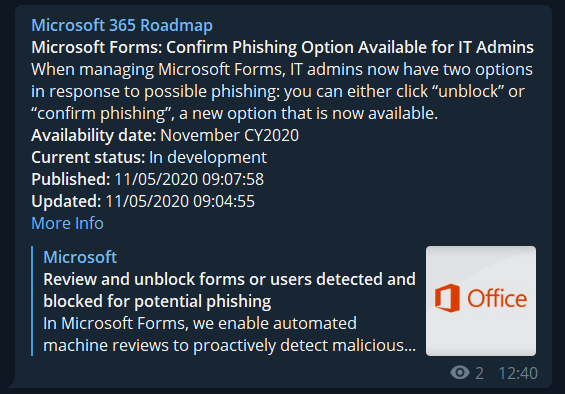 Microsoft 365 Roadmap
Microsoft Forms: Confirm Phishing Option Available for IT Admins
When managing Microsoft Forms, IT admins now have two options
in response to possible phishing: you can either click “unblock” or
“confirm phishing”, a new option that is now available.
Availability date: November CY2020
Current status: In development
Published: 11/05/2020 09:07:58
Updated: 11/05/2020 09:04:55
More Info
Microsoft
Review and unblock forms or users detected and
blocked for potential phishing
In Microsoft Forms, we enable automated
machine reviews to proactively detect malicious...
Office
2 12:40